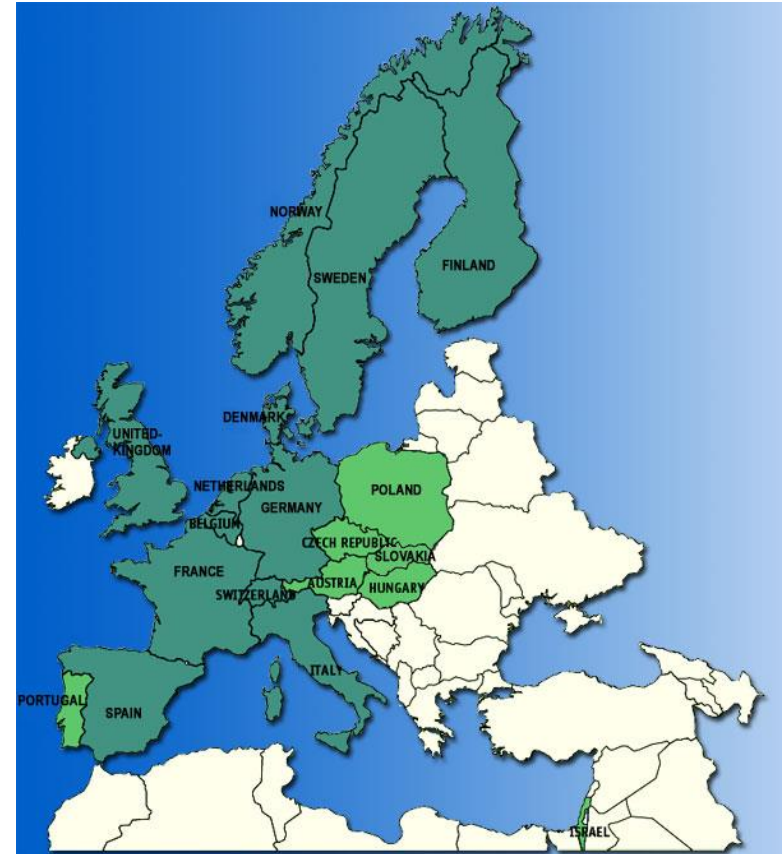 NORWAY
FINLAND
SWEDEN
DENMARK
UNITED-
KINGDOM
NETHERLANDS
POLAND
GERMANY
BELGIUM
CZECH REPUBLIC
SLOVAKIA
FRANCE
AUSTRIA
HUNGARY
SWITZERLAND
ITALY
PORTUGAL
SPAIN
ISRAEL